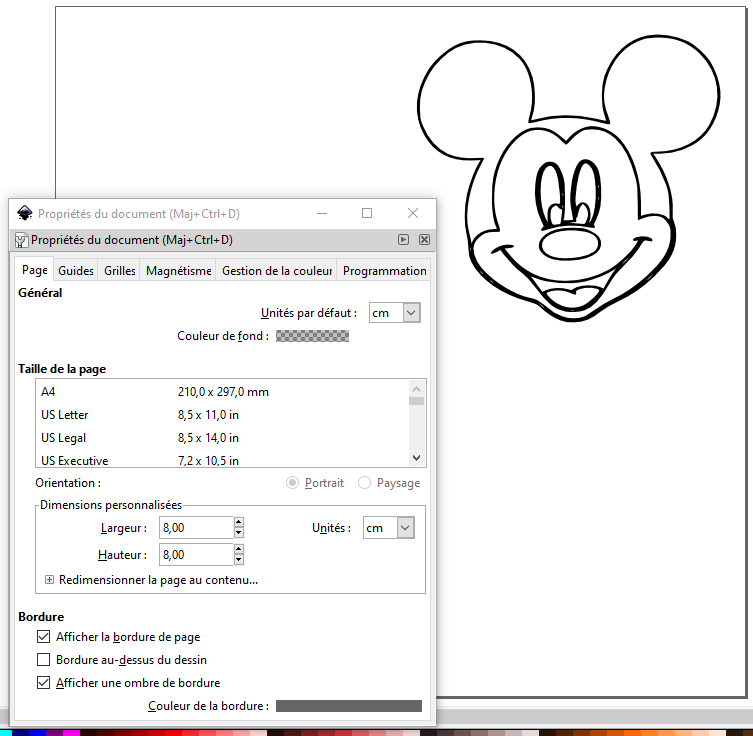 Propriétés du document (Maj+Ctrl+D)
Propriétés du document (Maj+Ctrl+D)
Page Guides Grilles Magnétisme Gestion de la couleur Programmation
Général
Unités par défaut : cm
Couleur de fond :
Taille de la page
A4 210,0 x 297,0 mm
US Letter 8,5 x 11,0 in
US Legal 8,5 x 14,0 in
US Executive 7,2 x 10,5 in
Orientation : Portrait Paysage
Dimensions personnalisées
Largeur : 8,00 Unités : cm
Hauteur : 8,00
Redimensionner la page au contenu...
Bordure
Afficher la bordure de page
Bordure au-dessus du dessin
Afficher une ombre de bordure
Couleur de la bordure :